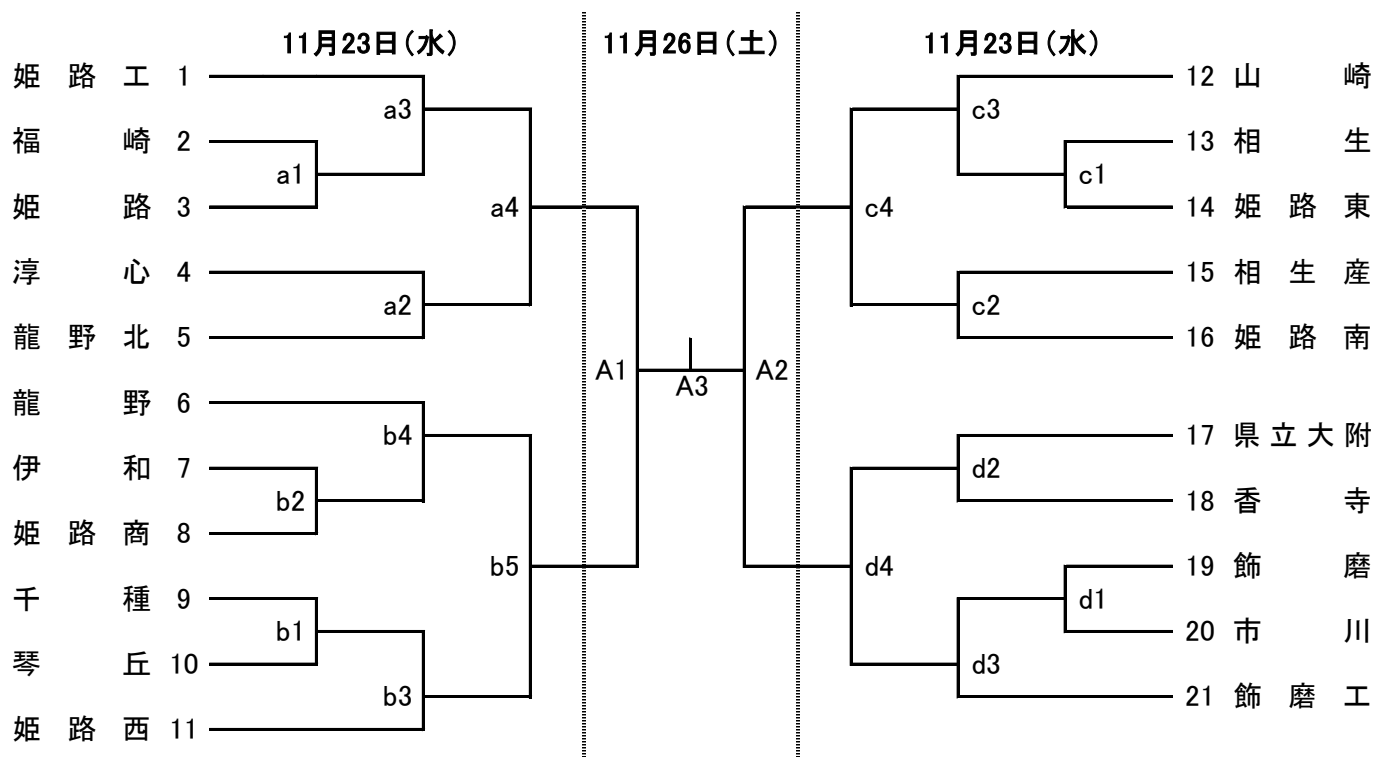 11月23日(水) 11月26日(土) 11月23日(水)
姫路工 1
福崎 2
姫路 3
淳心 4
龍野北 5
龍野 6
伊和 7
姫路商 8
千種 9
琴丘 10
姫路西 11
a3
a1
a4
a2
b4
b2
b5
b1
b3
A1
A3
A2
c3
c1
c4
c2
d2
d4
d1
d3
12 山崎
13 相生
14 姫路東
15 相生産
16 姫路南
17 県立大附
18 香寺
19 飾磨
20 市川
21 飾磨工